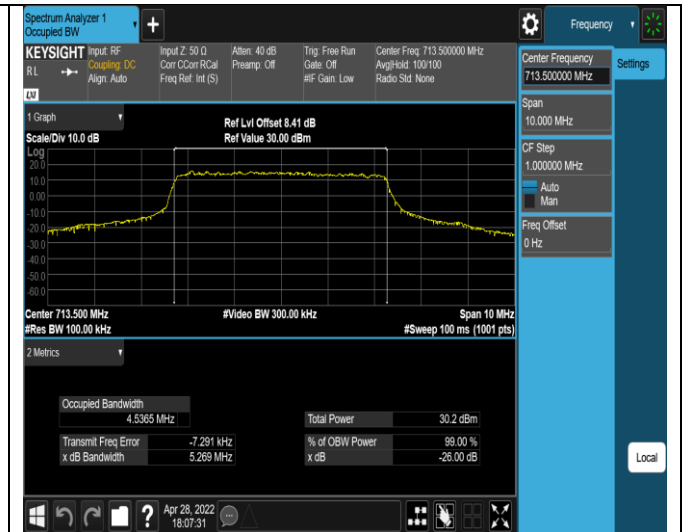 Spectrum Analyzer 1
Occupied BW
Frequency
KEYSIGHT
R L
LXI
Input: RF
Coupling: DC
Align: Auto
Input Z: 50 Ω
Corr CCorr RCal
Freq Ref: Int (S)
Atten: 40 dB
Preamp: Off
Trig: Free Run
Gate: Off
#IF Gain: Low
Center Freq: 713.500000 MHz
Avg|Hold: 100/100
Radio Std: None
Center Frequency
713.500000 MHz
Settings
Span
10.000 MHz
CF Step
1.000000 MHz
Auto
Man
Freq Offset
0 Hz
1 Graph
Scale/Div 10.0 dB
Ref Lvl Offset 8.41 dB
Ref Value 30.00 dBm
Log
20.0
10.0
0.00
-10.0
-20.0
-30.0
-40.0
-50.0
-60.0
Center 713.500 MHz
#Video BW 300.00 kHz
Span 10 MHz
#Res BW 100.00 kHz
#Sweep 100 ms (1001 pts)
2 Metrics
Occupied Bandwidth
4.5365 MHz
Total Power 30.2 dBm
Transmit Freq Error -7.291 kHz
% of OBW Power 99.00 %
x dB Bandwidth 5.269 MHz
x dB -26.00 dB
Local
Apr 28, 2022
18:07:31